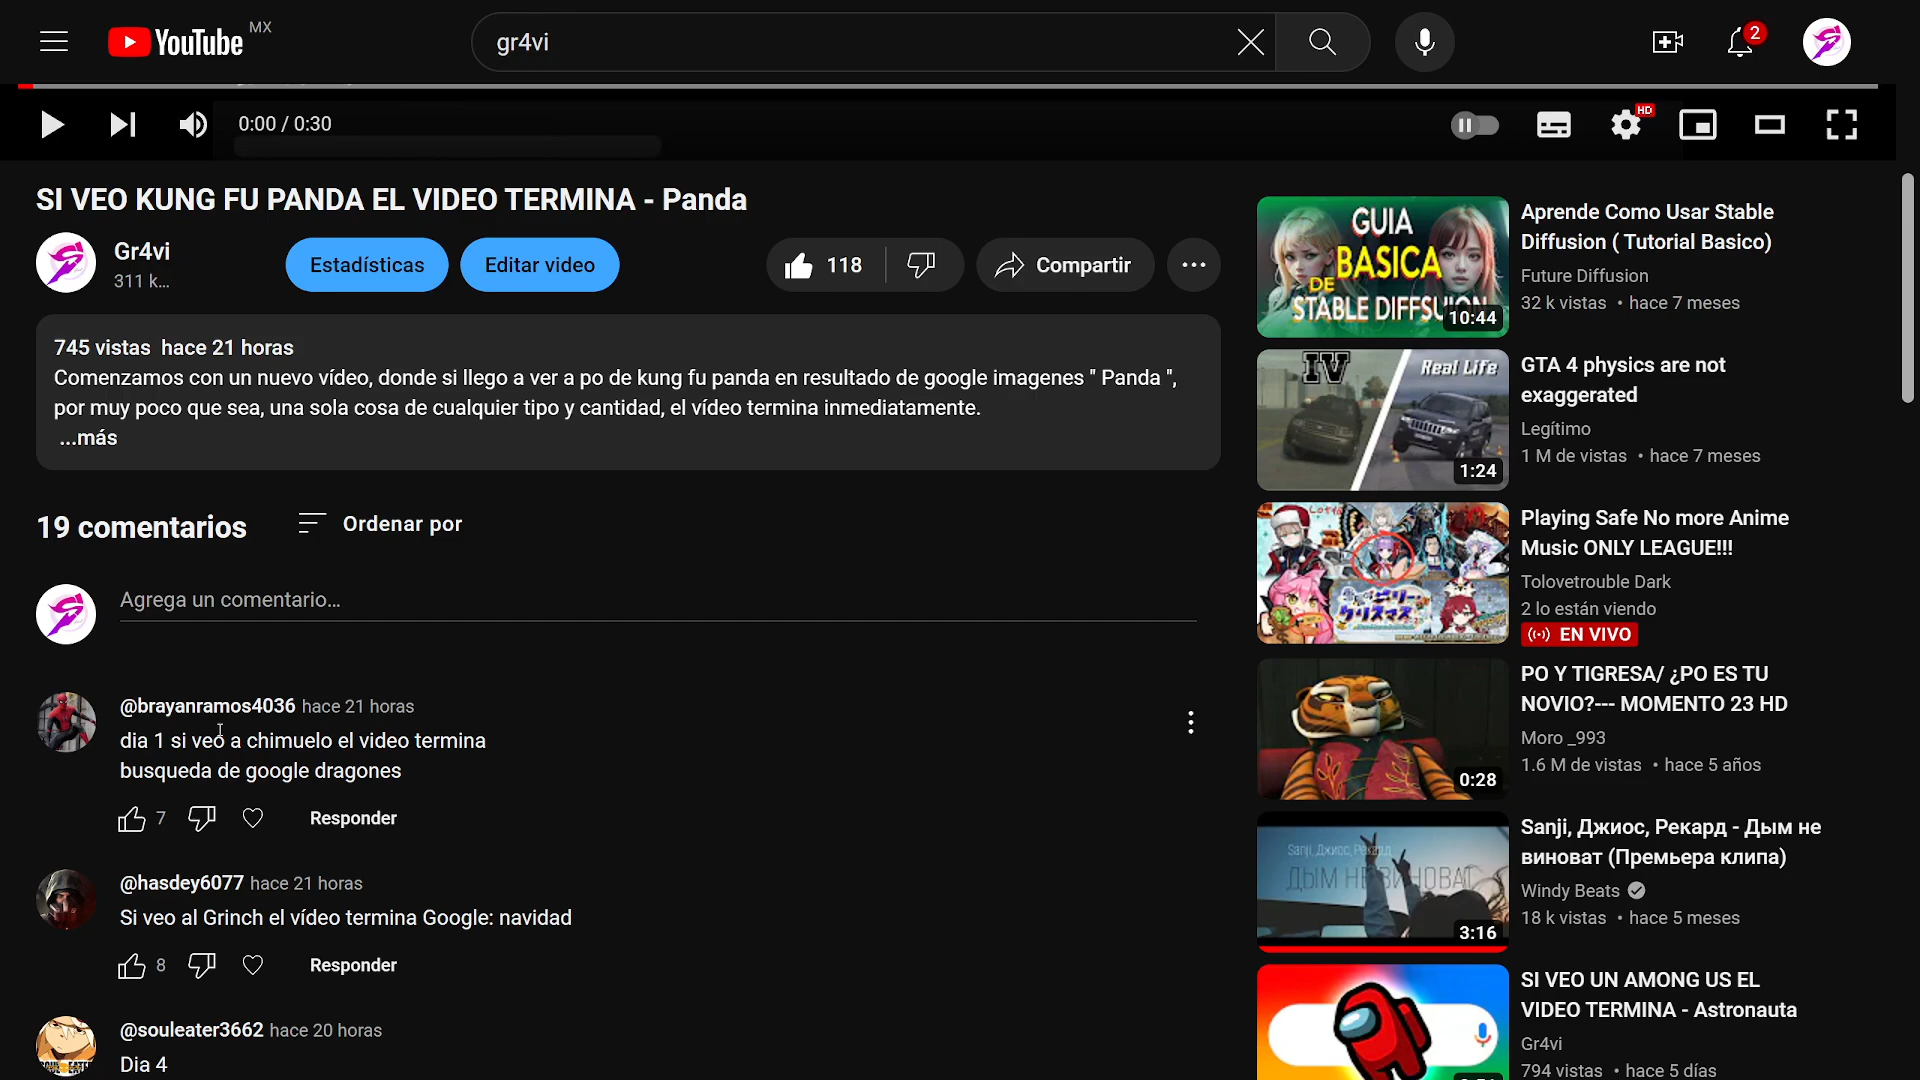 YouTube MX
gr4vi
2
0:00 / 0:30
HD
SI VEO KUNG FU PANDA EL VIDEO TERMINA - Panda
Gr4vi
311 k...
Estadísticas
Editar video
118
Compartir
745 vistas hace 21 horas
Comenzamos con un nuevo vídeo, donde si llego a ver a po de kung fu panda en resultado de google imagenes " Panda ",
por muy poco que sea, una sola cosa de cualquier tipo y cantidad, el vídeo termina inmediatamente.
...más
19 comentarios
Ordenar por
Agrega un comentario...
@brayanramos4036 hace 21 horas
dia 1 si veo a chimuelo el video termina
busqueda de google dragones
7
Responder
@hasdey6077 hace 21 horas
Si veo al Grinch el vídeo termina Google: navidad
8
Responder
@souleater3662 hace 20 horas
Dia 4
GUIA
BASICA
DE
STABLE DIFFSUION
10:44
Aprende Como Usar Stable
Diffusion ( Tutorial Basico)
Future Diffusion
32 k vistas • hace 7 meses
IV
Real Life
1:24
GTA 4 physics are not
exaggerated
Legítimo
1 M de vistas • hace 7 meses
Playing Safe No more Anime
Music ONLY LEAGUE!!!
Tolovetrouble Dark
2 lo están viendo
EN VIVO
0:28
PO Y TIGRESA/ ¿PO ES TU
NOVIO?--- MOMENTO 23 HD
Moro _993
1.6 M de vistas • hace 5 años
Sanji, Джиос, Рекард
ДЫМ НЕ ВИНОВАТ
3:16
Sanji, Джиос, Рекард - Дым не
виноват (Премьера клипа)
Windy Beats
18 k vistas • hace 5 meses
SI VEO UN AMONG US EL
VIDEO TERMINA - Astronauta
Gr4vi
794 vistas • hace 5 días